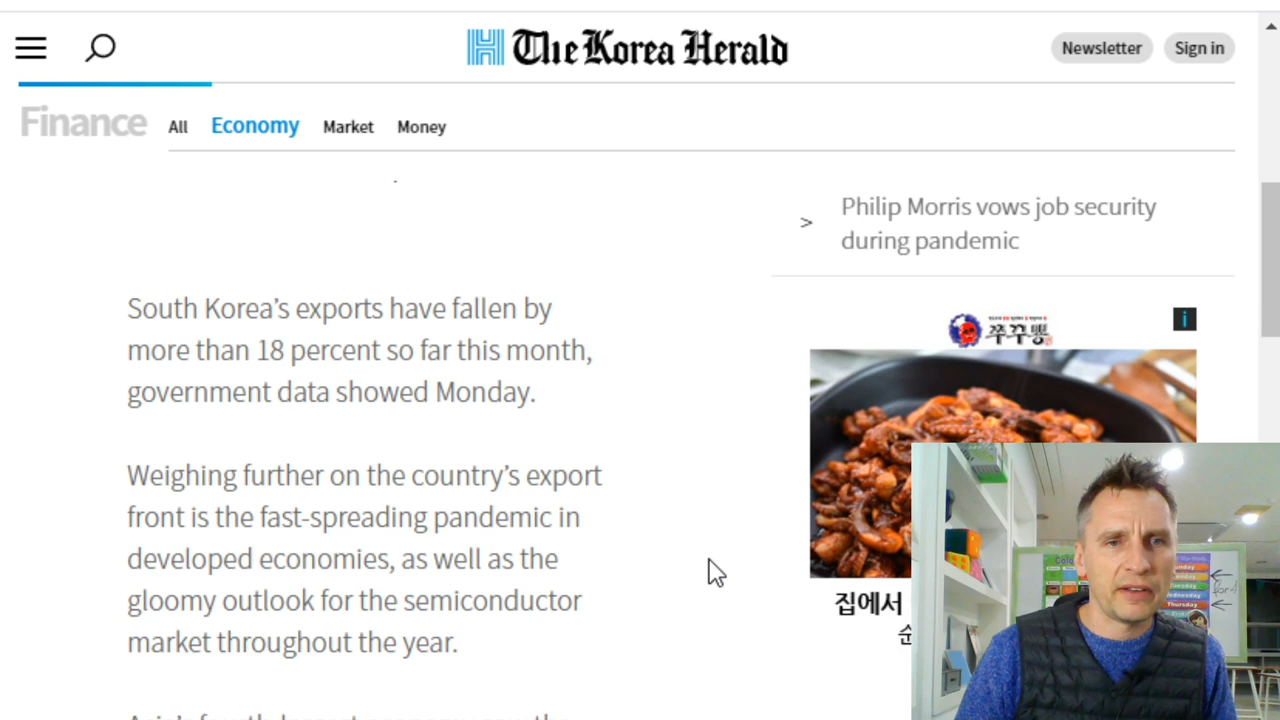 The Korea Herald
Newsletter
Sign in
Finance
All
Economy
Market
Money
> Philip Morris vows job security
during pandemic
South Korea's exports have fallen by
more than 18 percent so far this month,
government data showed Monday.
Weighing further on the country's export
front is the fast-spreading pandemic in
developed economies, as well as the
gloomy outlook for the semiconductor
market throughout the year.
i
쭈꾸뽕
집에서
Thursday